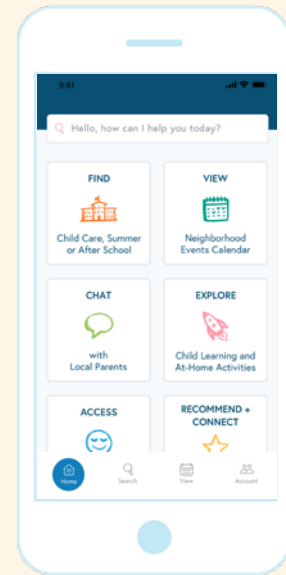 9:41
Hello, how can I help you today?
FIND
Child Care, Summer
or After School
VIEW
Neighborhood
Events Calendar
CHAT
with
Local Parents
EXPLORE
Child Learning and
At-Home Activities
ACCESS
RECOMMEND +
CONNECT
Home
Search
View
Account